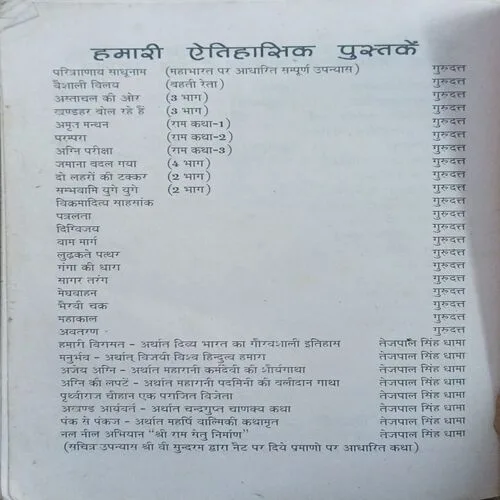 हमारी ऐतिहासिक पुस्तकें
परित्राणाय साधूनाम (महाभारत पर आधारित सम्पूर्ण उपन्यास) गुरुदत्त
वैशाली विलय (बहती रेता) गुरुदत्त
अस्ताचल की ओर (3 भाग) गुरुदत्त
खण्डहर बोल रहे हैं (3 भाग) गुरुदत्त
अमृत मन्थन (राम कथा-1) गुरुदत्त
परम्परा (राम कथा-2) गुरुदत्त
अग्नि परीक्षा (राम कथा-3) गुरुदत्त
जमाना बदल गया (4 भाग) गुरुदत्त
दो लहरों की टक्कर (2 भाग) गुरुदत्त
सम्भवामि युगे युगे (2 भाग) गुरुदत्त
विकमादित्य साहसांक गुरुदत्त
पत्रलता गुरुदत्त
दिग्विजय गुरुदत्त
वाम मार्ग गुरुदत्त
लुढ़कते पत्थर गुरुदत्त
गंगा की धारा गुरुदत्त
सागर तरंग गुरुदत्त
मेघवाहन गुरुदत्त
भैरवी चक गुरुदत्त
महाकाल गुरुदत्त
अवतरण गुरुदत्त
हमारी विरासत - अर्थात दिव्य भारत का गौरवशाली इतिहास तेजपाल सिंह धामा
मनुर्भव - अर्थात् विजयी विश्व हिन्दुत्व हमारा तेजपाल सिंह धामा
अजेय अग्नि - अर्थात महारानी कर्मदेवी की शौर्यगाथा तेजपाल सिंह धामा
अग्नि की लपटें - अर्थात महारानी पदमिनी की बलीदान गाथा तेजपाल सिंह धामा
पृथ्वीराज चौहान एक पराजित विजेता तेजपाल सिंह धामा
अखण्ड आर्यवर्त - अर्थात चन्द्रगुप्त चाणक्य कथा तेजपाल सिंह धामा
पंक से पंकज - अर्थात महर्षि वाल्मिकी कथामृत तेजपाल सिंह धामा
नल नील अभियान "श्री राम सेतु निर्माण" तेजपाल सिंह धामा
(सचित्र उपन्यास श्री वी सुन्दरम द्वारा नैट पर दिये प्रमाणो पर आधारित कथा)